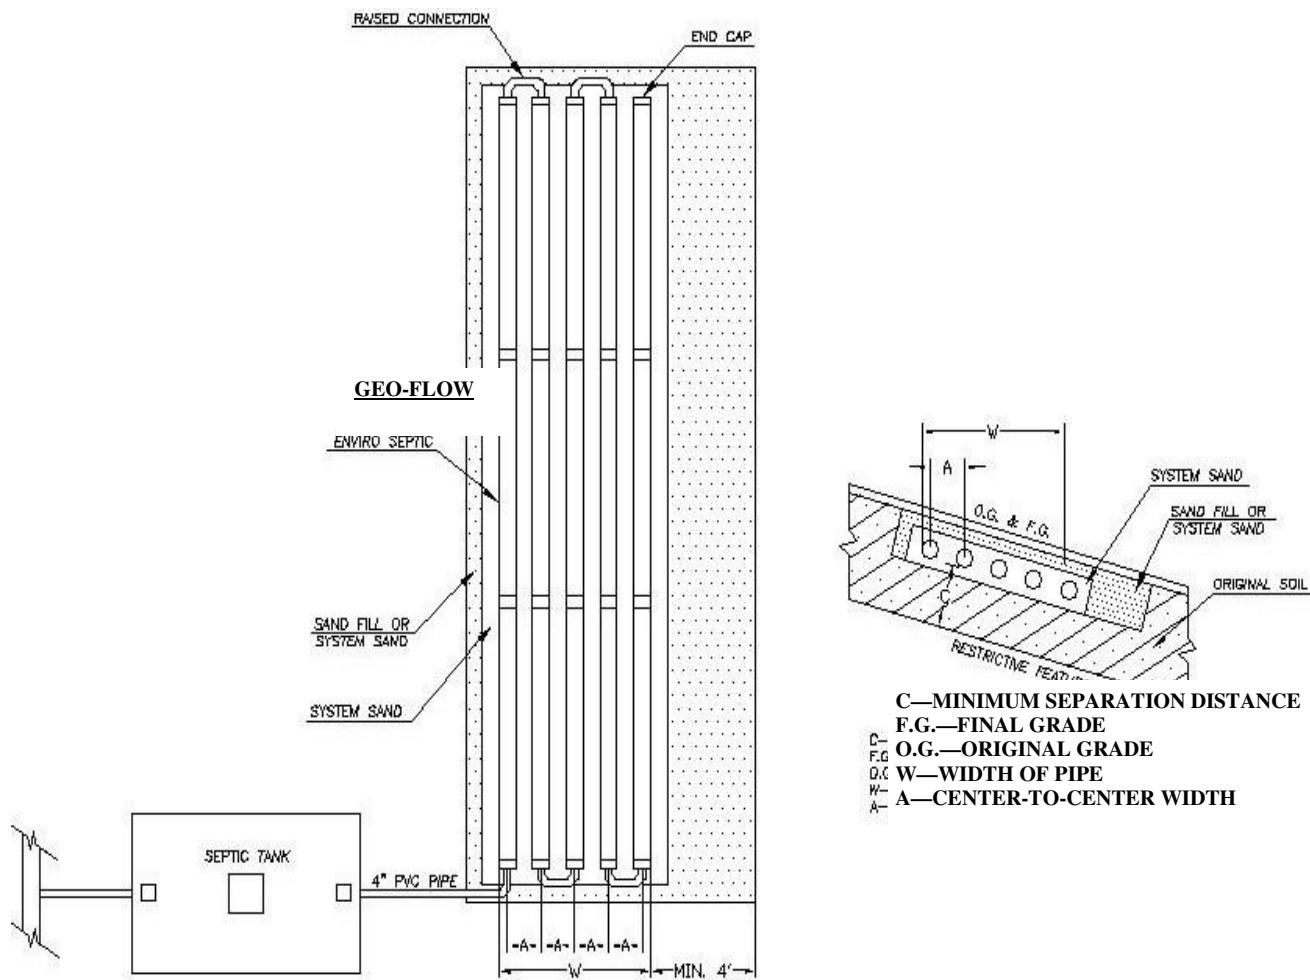 RAISED CONNECTION
END CAP
GEO-FLOW
ENVIRO SEPTIC
SAND FILL OR
SYSTEM SAND
SYSTEM SAND
SEPTIC TANK
4" PVC PIPE
A
A
A
A
W
MIN. 4'
W
A
O.G. & F.G.
C
SYSTEM SAND
SAND FILL OR
SYSTEM SAND
ORIGINAL SOIL
RESTRICTIVE
C—MINIMUM SEPARATION DISTANCE
F.G.—FINAL GRADE
O.G.—ORIGINAL GRADE
W—WIDTH OF PIPE
A—CENTER-TO-CENTER WIDTH